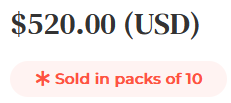 $520.00 (USD)
* Sold in packs of 10